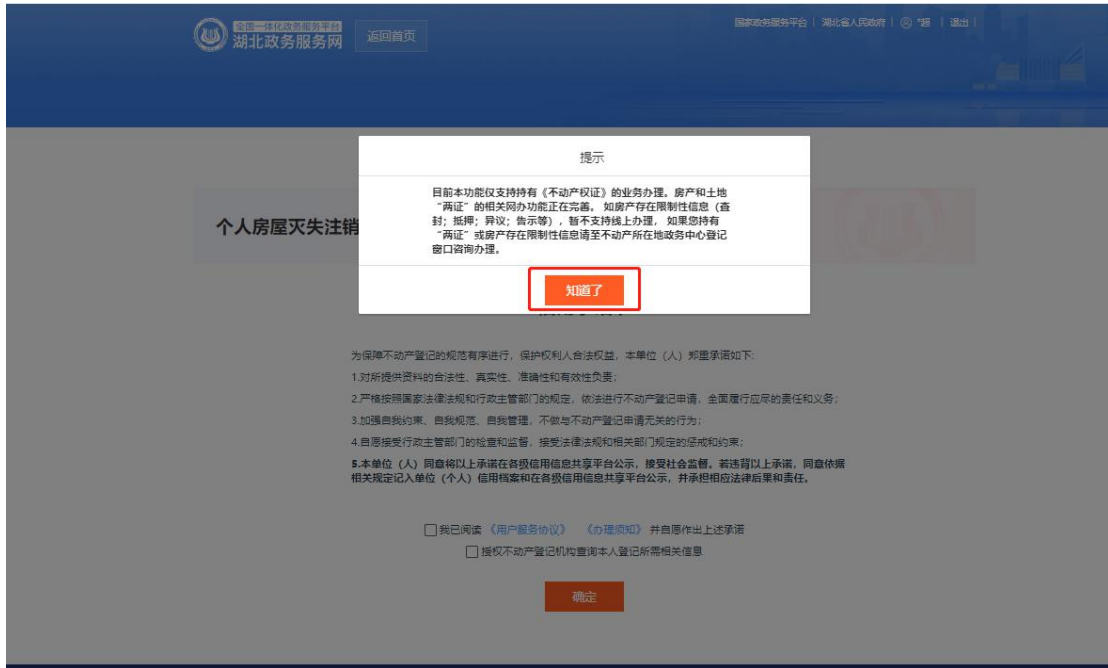 全国一体化政务服务平台
湖北政务服务网
返回首页
国家政务服务平台 | 湖北省人民政府 | *超 | 退出 |
提示
目前本功能仅支持持有《不动产权证》的业务办理。房产和土地
“两证”的相关网办功能正在完善。 如房产存在限制性信息（查
封；抵押；异议；告示等），暂不支持线上办理， 如果您持有
“两证”或房产存在限制性信息请至不动产所在地政务中心登记
窗口咨询办理。
知道了
个人房屋灭失注销
为保障不动产登记的规范有序进行，保护权利人合法权益，本单位（人）郑重承诺如下：
1.对所提供资料的合法性、真实性、准确性和有效性负责；
2.严格按照国家法律法规和行政主管部门的规定，依法进行不动产登记申请，全面履行应尽的责任和义务；
3.加强自我约束、自我规范、自我管理，不做与不动产登记申请无关的行为；
4.自愿接受行政主管部门的检查和监督，接受法律法规和相关部门规定的惩戒和约束；
5.本单位（人）同意将以上承诺在各级信用信息共享平台公示，接受社会监督。若违背以上承诺，同意依据
相关规定记入单位（个人）信用档案和在各级信用信息共享平台公示，并承担相应法律后果和责任。
我已阅读 《用户服务协议》 《办理须知》 并自愿作出上述承诺
授权不动产登记机构查询本人登记所需相关信息
确定